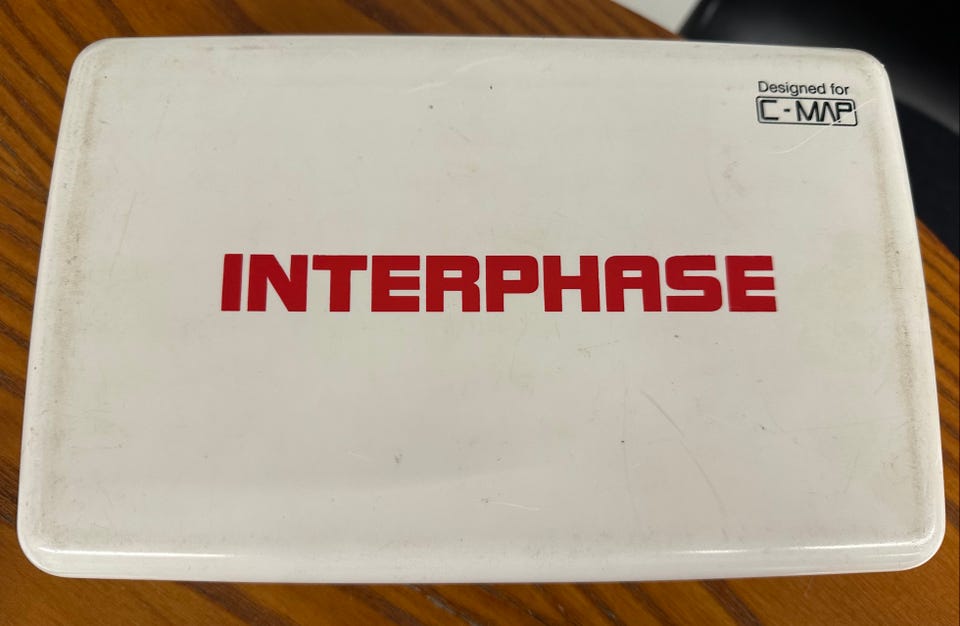 Designed for
C-MAP
INTERPHASE